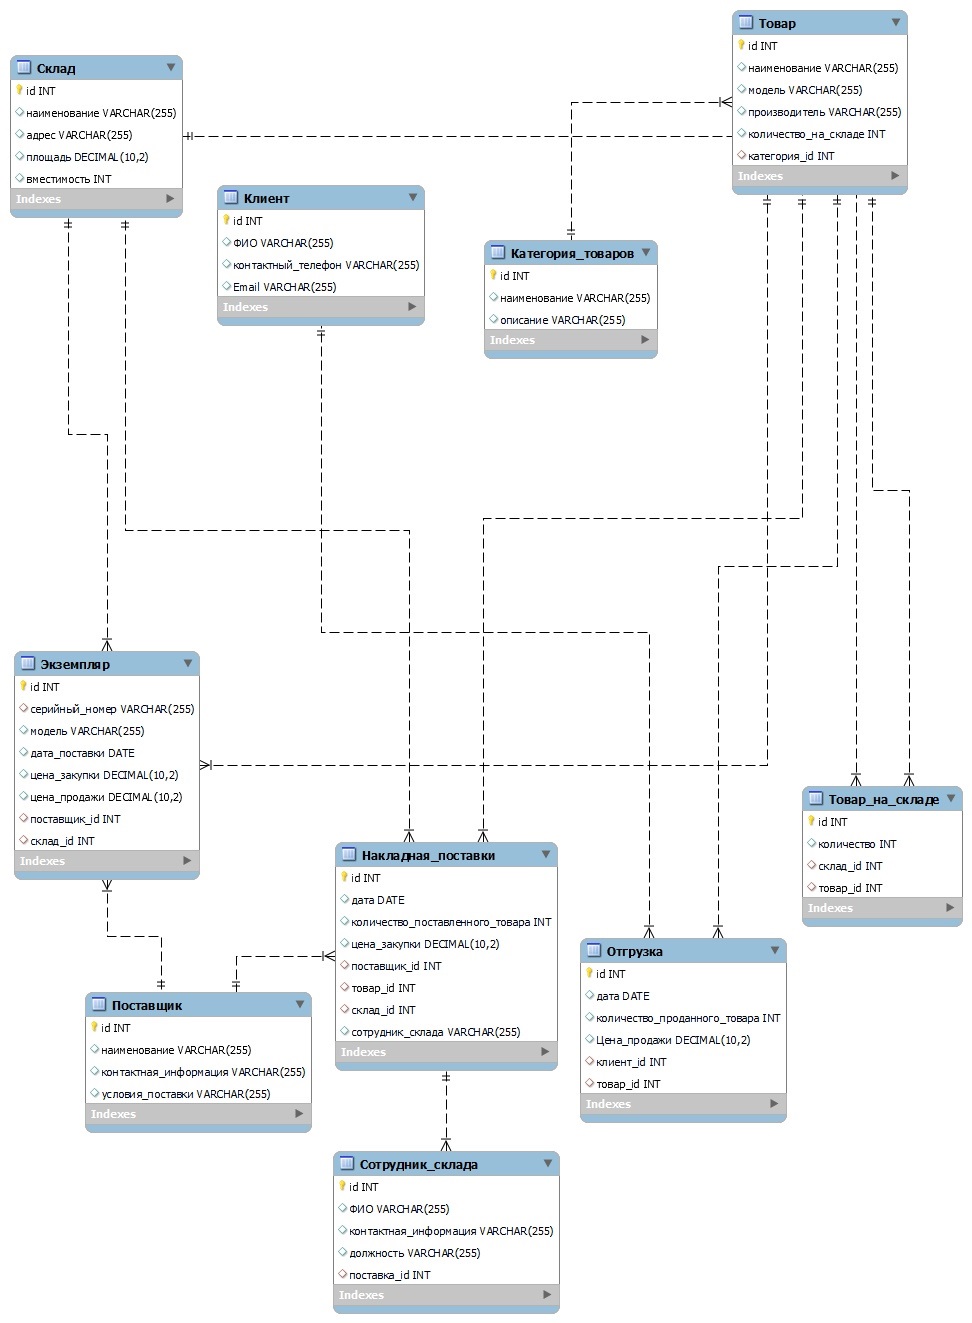 Товар
id INT
наименование VARCHAR(255)
модель VARCHAR(255)
производитель VARCHAR(255)
количество_на_складе INT
категория_id INT
Indexes
Склад
id INT
наименование VARCHAR(255)
адрес VARCHAR(255)
площадь DECIMAL(10,2)
вместимость INT
Indexes
Клиент
id INT
ФИО VARCHAR(255)
контактный_телефон VARCHAR(255)
Email VARCHAR(255)
Indexes
Категория_товаров
id INT
наименование VARCHAR(255)
описание VARCHAR(255)
Indexes
Экземпляр
id INT
серийный_номер VARCHAR(255)
модель VARCHAR(255)
дата_поставки DATE
цена_закупки DECIMAL(10,2)
цена_продажи DECIMAL(10,2)
поставщик_id INT
склад_id INT
Indexes
Товар_на_складе
id INT
количество INT
склад_id INT
товар_id INT
Indexes
Накладная_поставки
id INT
дата DATE
количество_поставленного_товара INT
цена_закупки DECIMAL(10,2)
поставщик_id INT
товар_id INT
склад_id INT
сотрудник_склада VARCHAR(255)
Indexes
Отгрузка
id INT
дата DATE
количество_проданного_товара INT
Цена_продажи DECIMAL(10,2)
клиент_id INT
товар_id INT
Indexes
Поставщик
id INT
наименование VARCHAR(255)
контактная_информация VARCHAR(255)
условия_поставки VARCHAR(255)
Indexes
Сотрудник_склада
id INT
ФИО VARCHAR(255)
контактная_информация VARCHAR(255)
должность VARCHAR(255)
поставка_id INT
Indexes